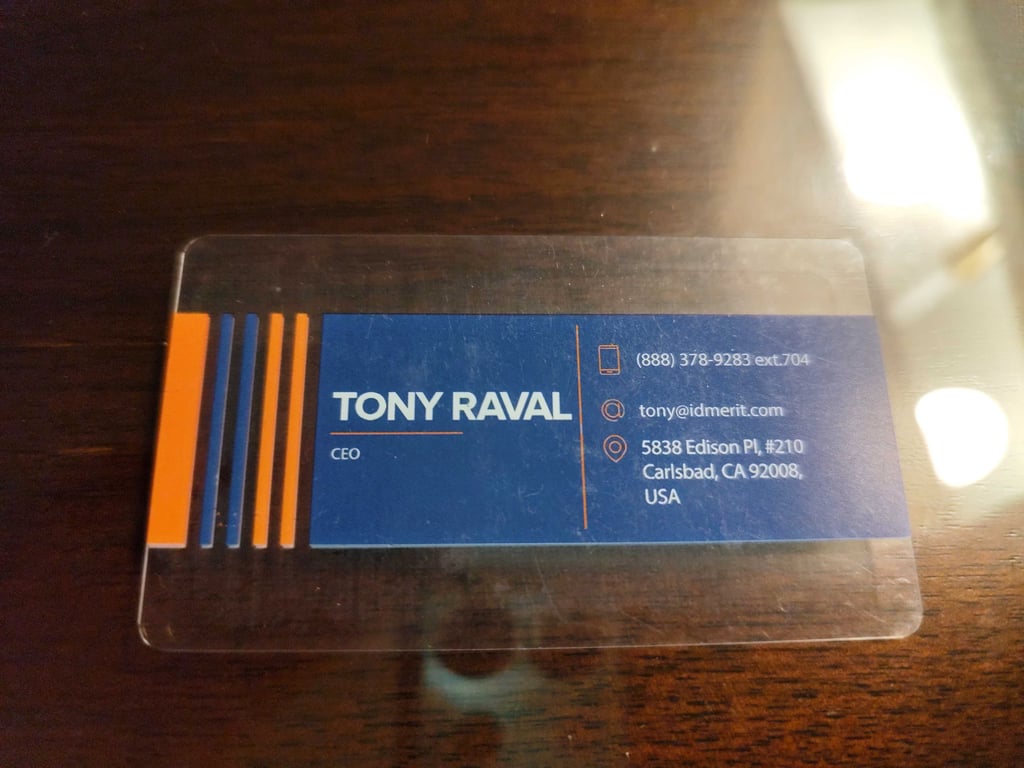 TONY RAVAL
CEO
(888) 378-9283 ext.704
@ tony@idmerit.com
5838 Edison Pl, #210
Carlsbad, CA 92008,
USA